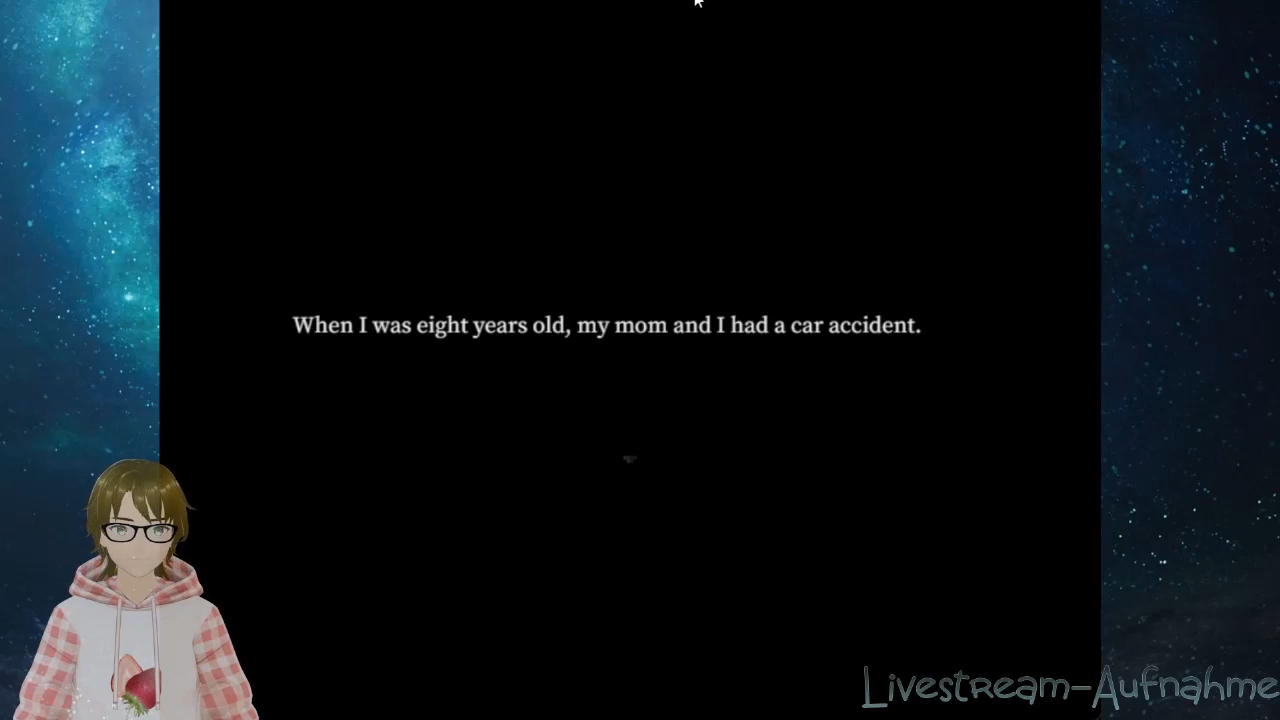 When I was eight years old, my mom and I had a car accident.
Livestream-Aufnahme